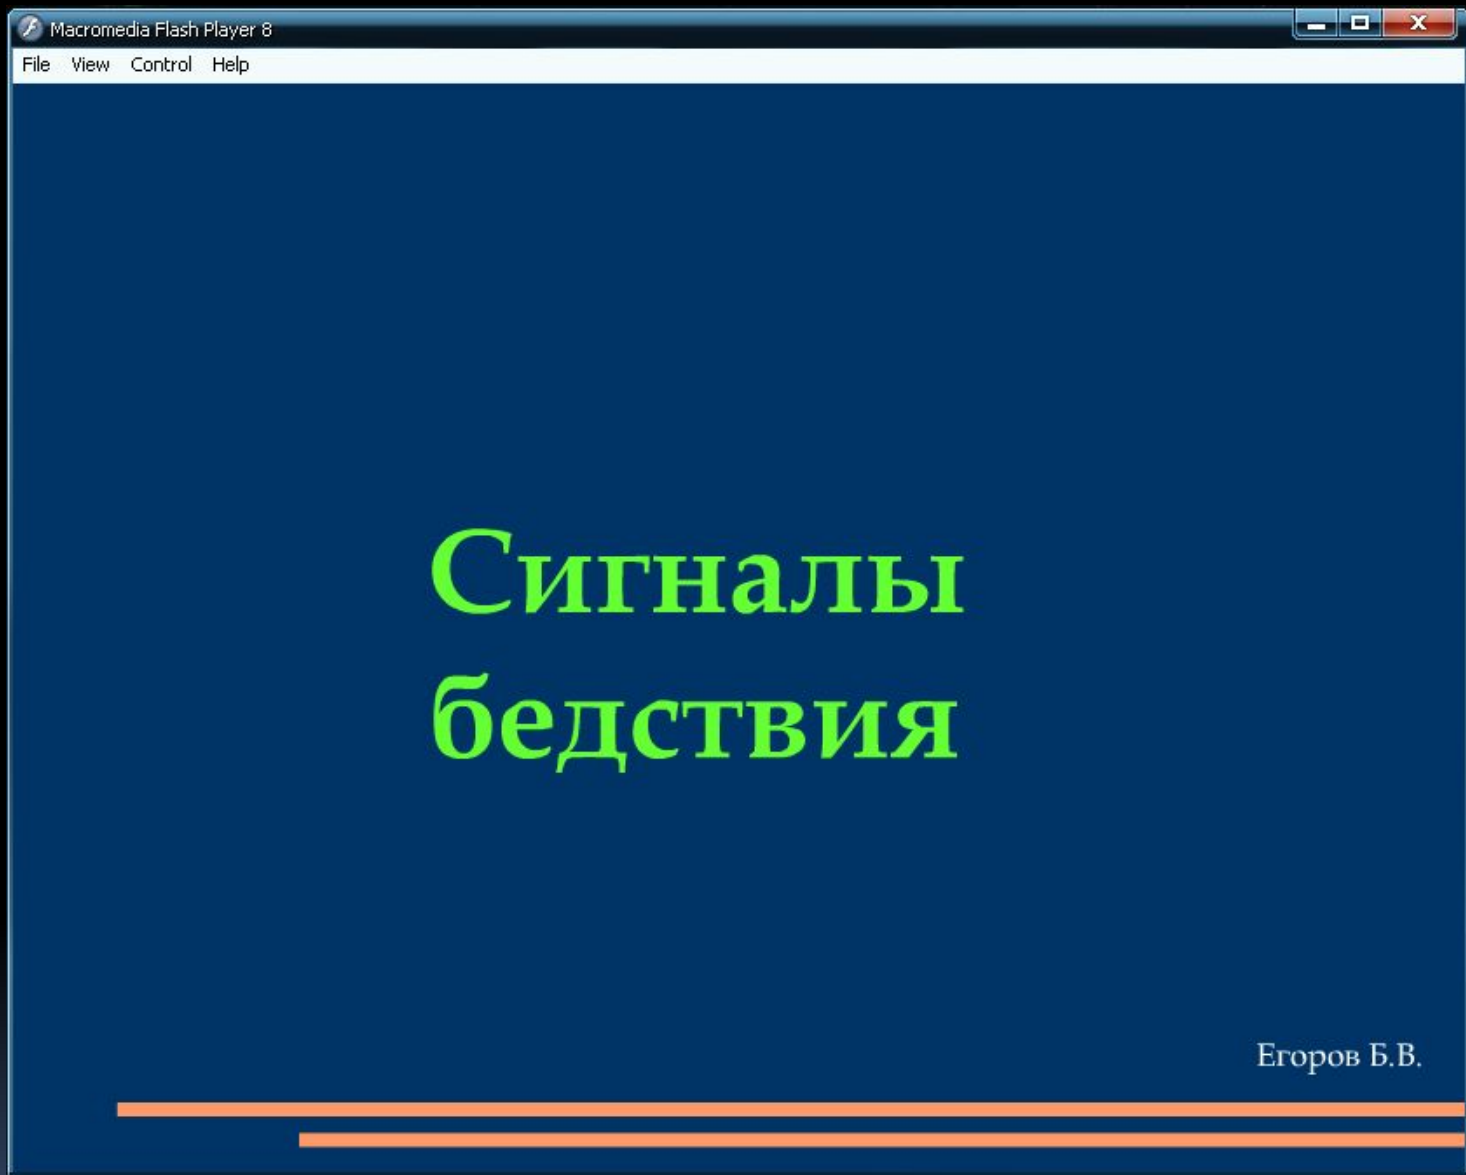 Macromedia Flash Player 8
File View Control Help
Сигналы
бедствия
Егоров Б.В.